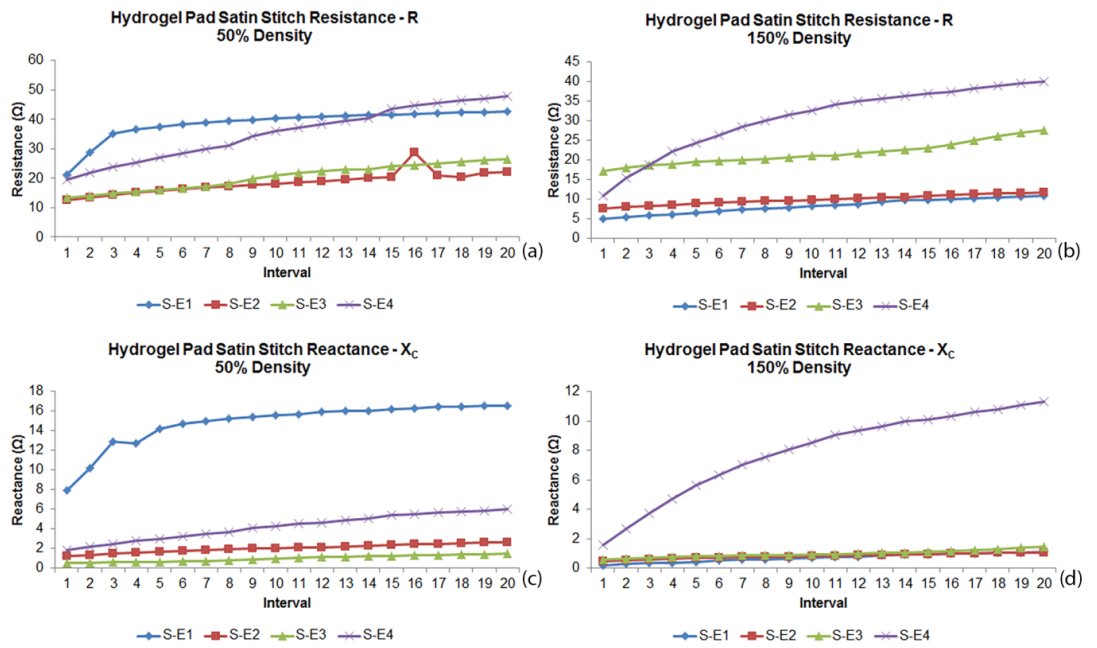 Hydrogel Pad Satin Stitch Resistance - R
50% Density
Resistance (Ω)
60
50
40
30
20
10
0
1 2 3 4 5 6 7 8 9 10 11 12 13 14 15 16 17 18 19 20
(a)
Interval
S-E1 S-E2 S-E3 S-E4
Hydrogel Pad Satin Stitch Resistance - R
150% Density
Resistance (Ω)
45
40
35
30
25
20
15
10
5
0
1 2 3 4 5 6 7 8 9 10 11 12 13 14 15 16 17 18 19 20
(b)
Interval
S-E1 S-E2 S-E3 S-E4
Hydrogel Pad Satin Stitch Reactance - XC
50% Density
Reactance (Ω)
18
16
14
12
10
8
6
4
2
0
1 2 3 4 5 6 7 8 9 10 11 12 13 14 15 16 17 18 19 20
(c)
Interval
S-E1 S-E2 S-E3 S-E4
Hydrogel Pad Satin Stitch Reactance - XC
150% Density
Reactance (Ω)
12
10
8
6
4
2
0
1 2 3 4 5 6 7 8 9 10 11 12 13 14 15 16 17 18 19 20
(d)
Interval
S-E1 S-E2 S-E3 S-E4